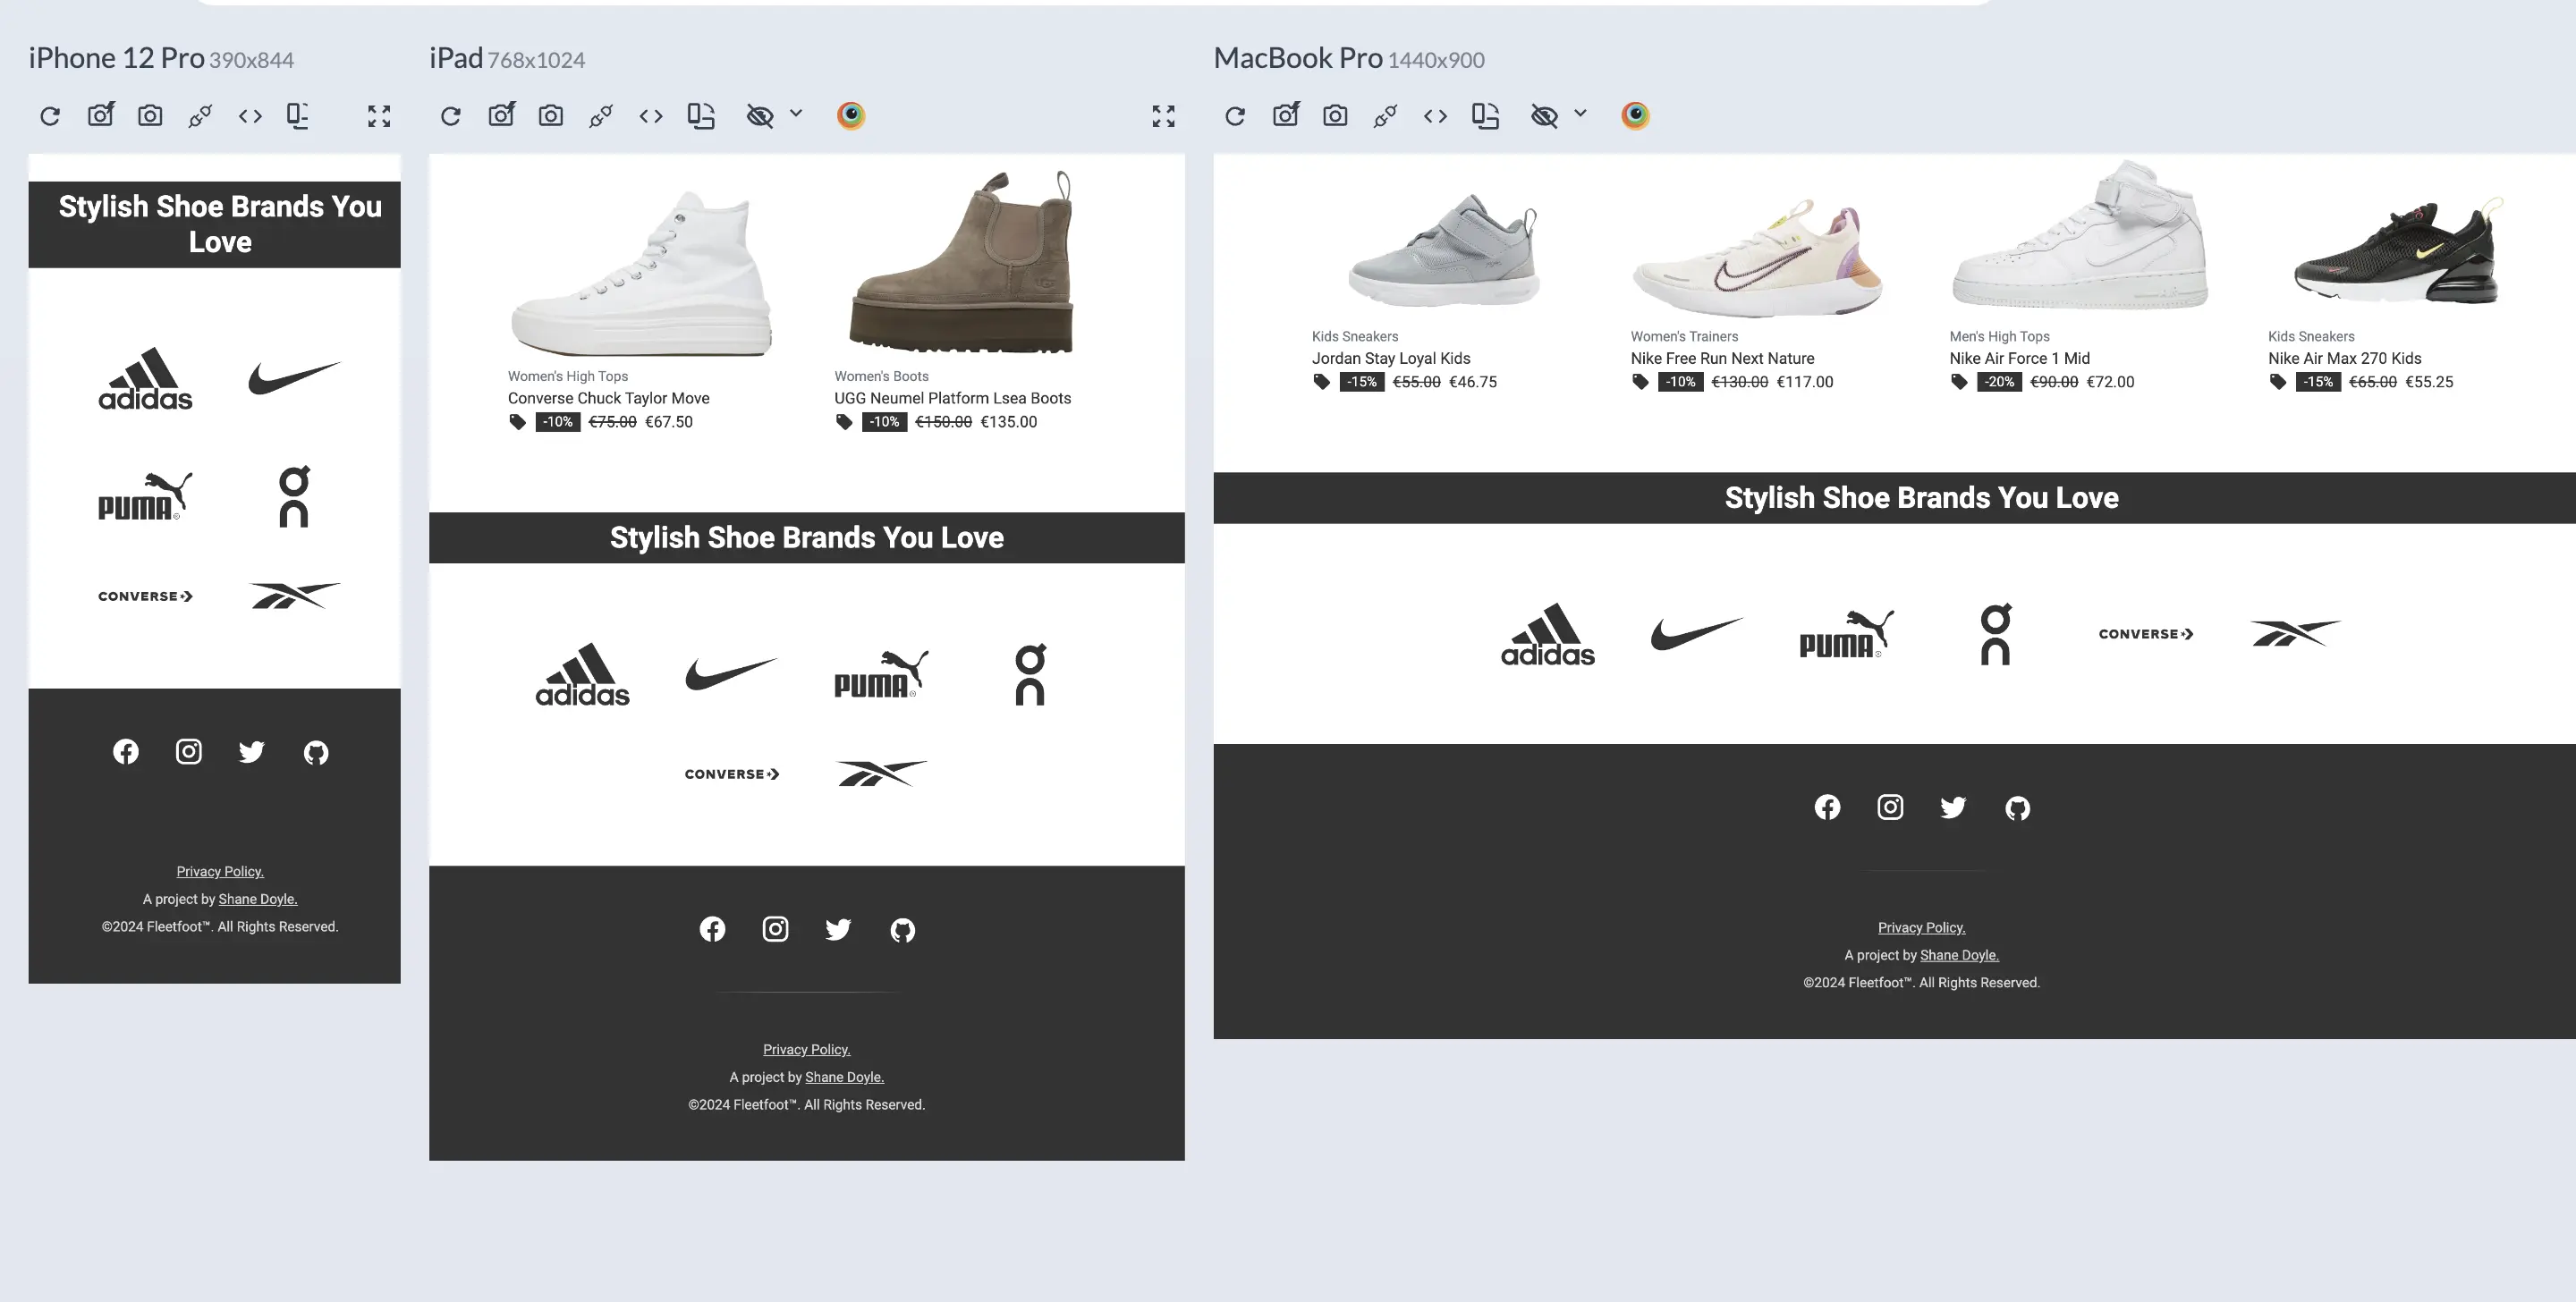 iPhone 12 Pro 390x844
Stylish Shoe Brands You
Love
adidas
PUMA
on
CONVERSE
Privacy Policy.
A project by Shane Doyle.
©2024 Fleetfoot™. All Rights Reserved.
iPad 768x1024
Women's High Tops
Converse Chuck Taylor Move
-10% €75.00 €67.50
Women's Boots
UGG Neumel Platform Lsea Boots
-10% €150.00 €135.00
Stylish Shoe Brands You Love
adidas
PUMA
on
CONVERSE
Privacy Policy.
A project by Shane Doyle.
©2024 Fleetfoot™. All Rights Reserved.
MacBook Pro 1440x900
Kids Sneakers
Jordan Stay Loyal Kids
-15% €55.00 €46.75
Women's Trainers
Nike Free Run Next Nature
-10% €130.00 €117.00
Men's High Tops
Nike Air Force 1 Mid
-20% €90.00 €72.00
Kids Sneakers
Nike Air Max 270 Kids
-15% €65.00 €55.25
Stylish Shoe Brands You Love
adidas
PUMA
on
CONVERSE
Privacy Policy.
A project by Shane Doyle.
©2024 Fleetfoot™. All Rights Reserved.